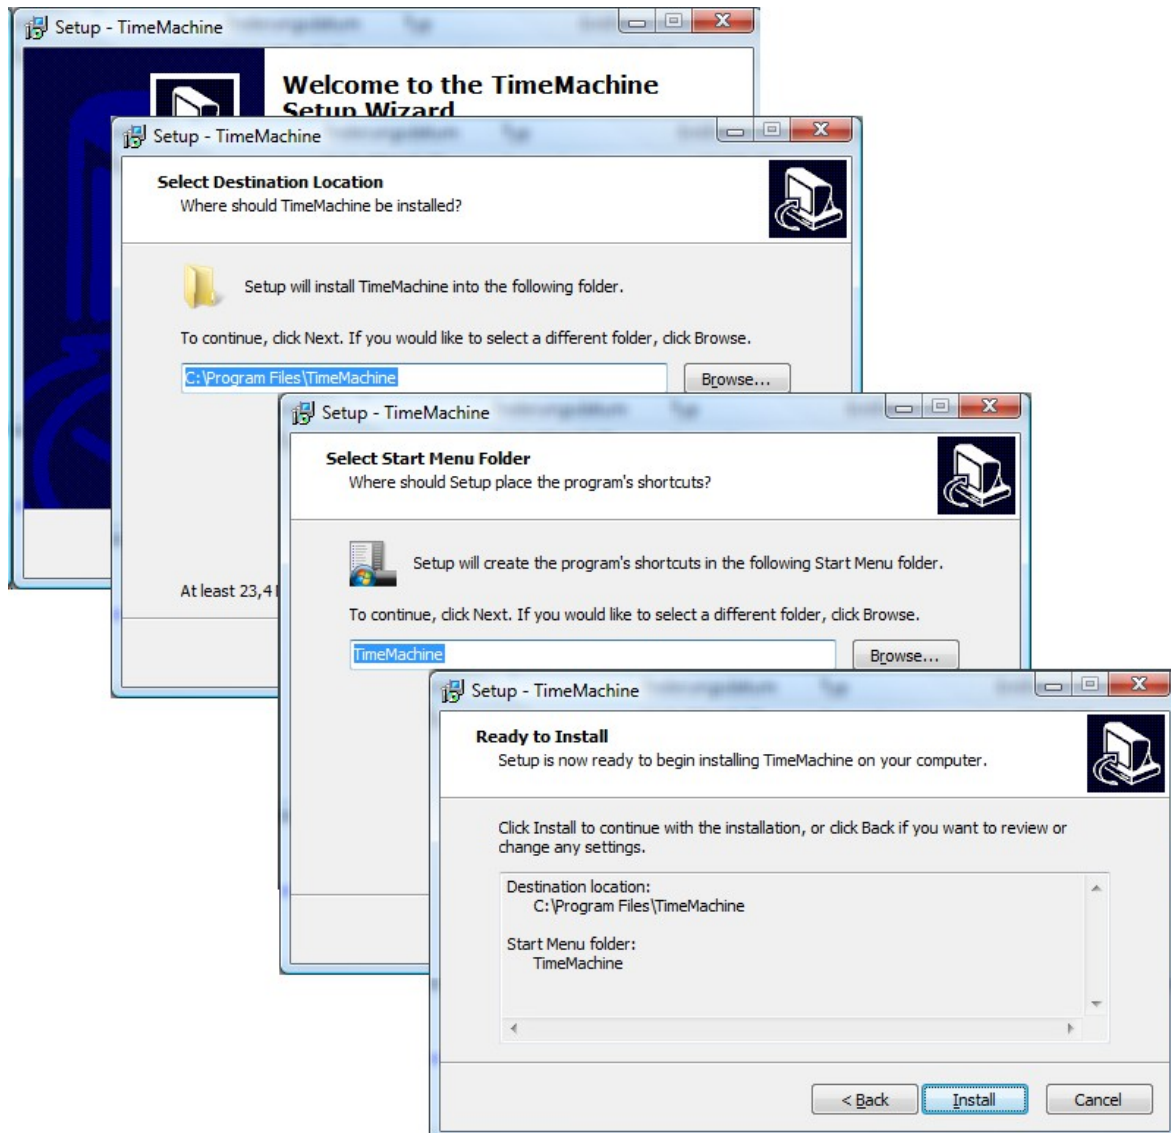 Setup - TimeMachine
Welcome to the TimeMachine
Setup Wizard
Setup - TimeMachine
Select Destination Location
Where should TimeMachine be installed?
Setup will install TimeMachine into the following folder.
To continue, click Next. If you would like to select a different folder, click Browse.
C:\Program Files\TimeMachine
Browse...
At least 23,4
Setup - TimeMachine
Select Start Menu Folder
Where should Setup place the program's shortcuts?
Setup will create the program's shortcuts in the following Start Menu folder.
To continue, click Next. If you would like to select a different folder, click Browse.
TimeMachine
Browse...
Setup - TimeMachine
Ready to Install
Setup is now ready to begin installing TimeMachine on your computer.
Click Install to continue with the installation, or click Back if you want to review or
change any settings.
Destination location:
C:\Program Files\TimeMachine
Start Menu folder:
TimeMachine
< Back
Install
Cancel